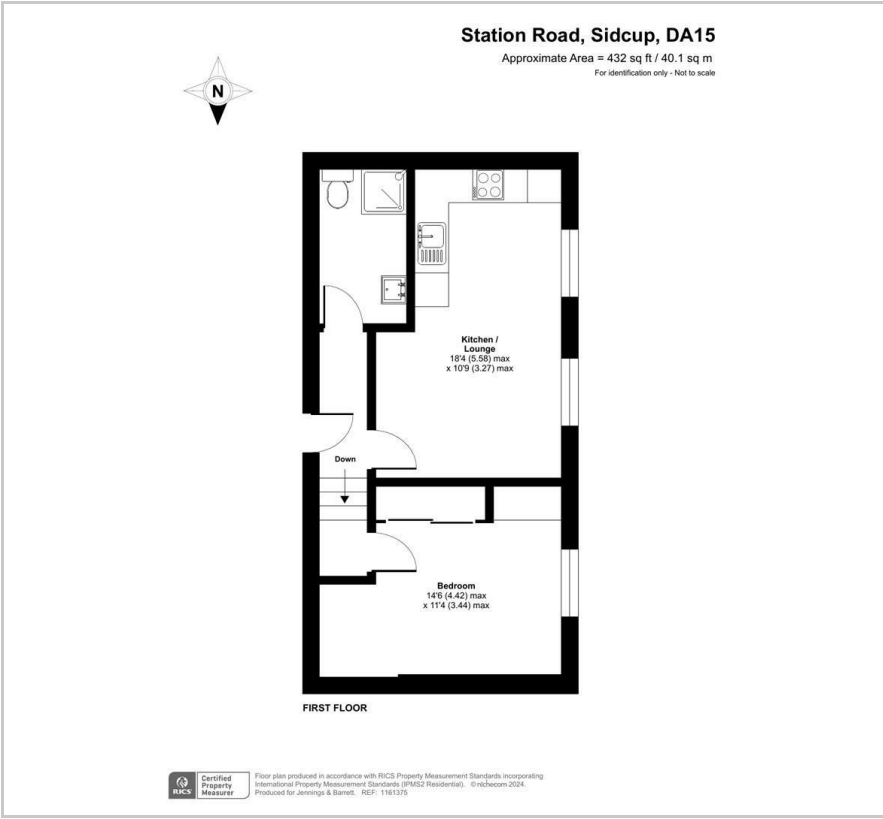 Station Road, Sidcup, DA15
Approximate Area = 432 sq ft / 40.1 sq m
For identification only - Not to scale
N
Kitchen /
Lounge
18'4 (5.58) max
x 10'9 (3.27) max
Down
Bedroom
14'6 (4.42) max
x 11'4 (3.44) max
FIRST FLOOR
RICS
Certified
Property
Measurer
Floor plan produced in accordance with RICS Property Measurement Standards incorporating
International Property Measurement Standards (IPMS2 Residential). ©nichecom 2024.
Produced for Jennings & Barrett. REF: 1161375